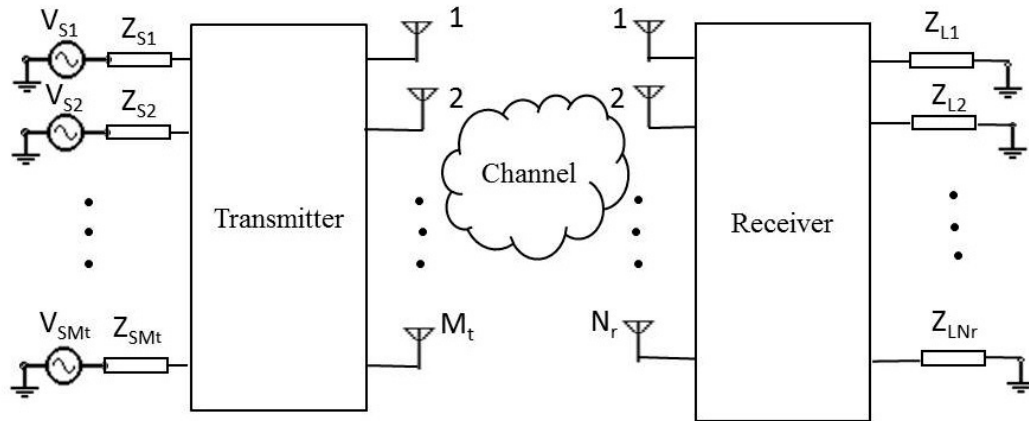 V_S1 Z_S1 1 1 Z_L1
V_S2 Z_S2 2 2 Z_L2
Channel
Transmitter Receiver
V_SMt Z_SMt M_t N_r Z_LNr